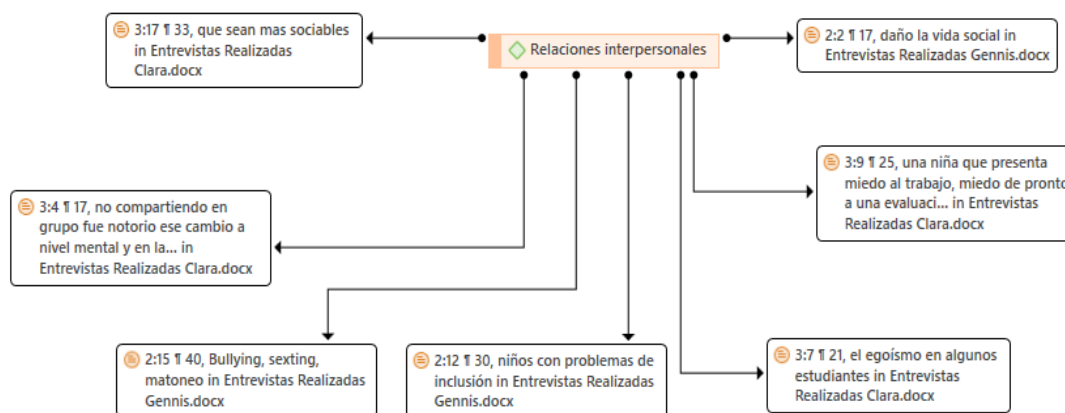 3:17 ¶ 33, que sean mas sociables
in Entrevistas Realizadas
Clara.docx
Relaciones interpersonales
2:2 ¶ 17, daño la vida social in
Entrevistas Realizadas Gennis.docx
3:9 ¶ 25, una niña que presenta
miedo al trabajo, miedo de pronto
a una evaluaci... in Entrevistas
Realizadas Clara.docx
3:4 ¶ 17, no compartiendo en
grupo fue notorio ese cambio a
nivel mental y en la... in
Entrevistas Realizadas Clara.docx
2:15 ¶ 40, Bullying, sexting,
matoneo in Entrevistas Realizadas
Gennis.docx
2:12 ¶ 30, niños con problemas de
inclusión in Entrevistas Realizadas
Gennis.docx
3:7 ¶ 21, el egoísmo en algunos
estudiantes in Entrevistas
Realizadas Clara.docx